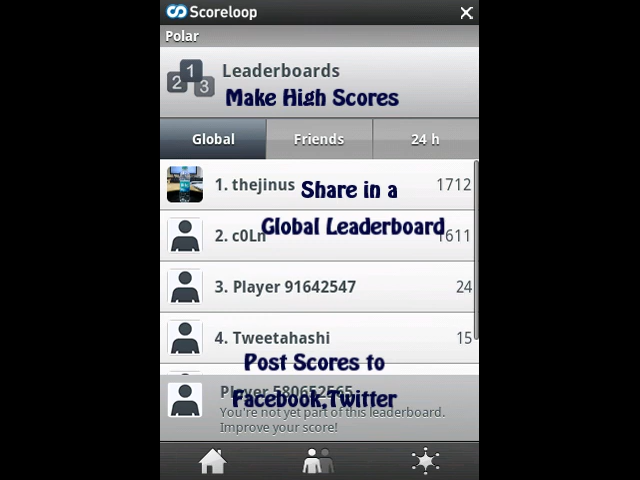 Scoreloop
Polar
Leaderboards
Make High Scores
Global Friends 24 h
1. thejinus 1712
Share in a
Global Leaderboard
2. c0Ln 1611
3. Player 91642547 24
4. Tweetahashi 15
Post Scores to
Player 580652565
Facebook,Twitter
You're not yet part of this leaderboard.
Improve your score!